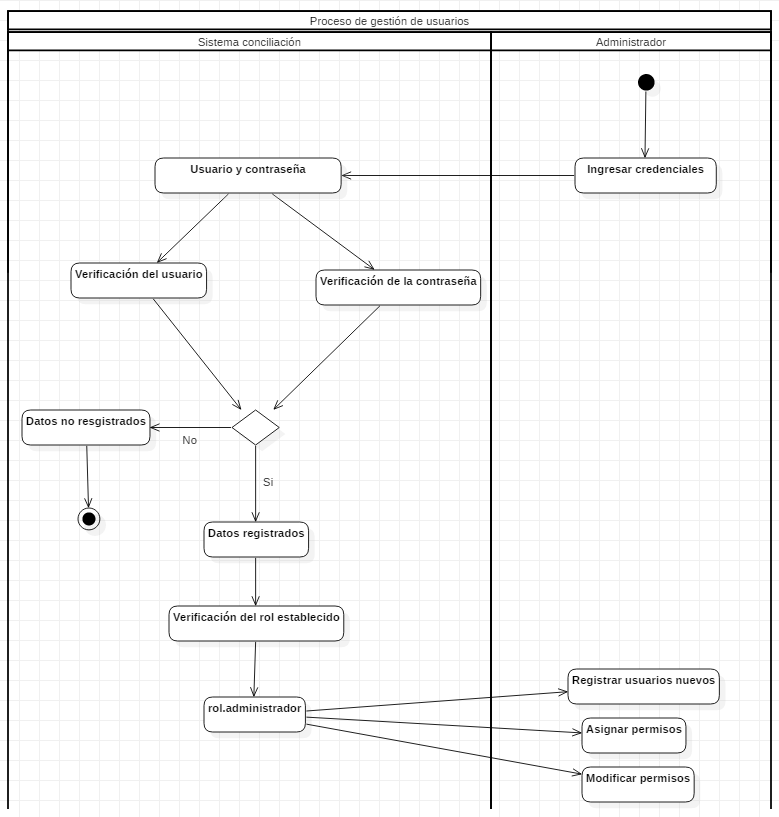 Proceso de gestión de usuarios
Sistema conciliación
Administrador
Usuario y contraseña
Ingresar credenciales
Verificación del usuario
Verificación de la contraseña
Datos no resgistrados
No
Si
Datos registrados
Verificación del rol establecido
rol.administrador
Registrar usuarios nuevos
Asignar permisos
Modificar permisos